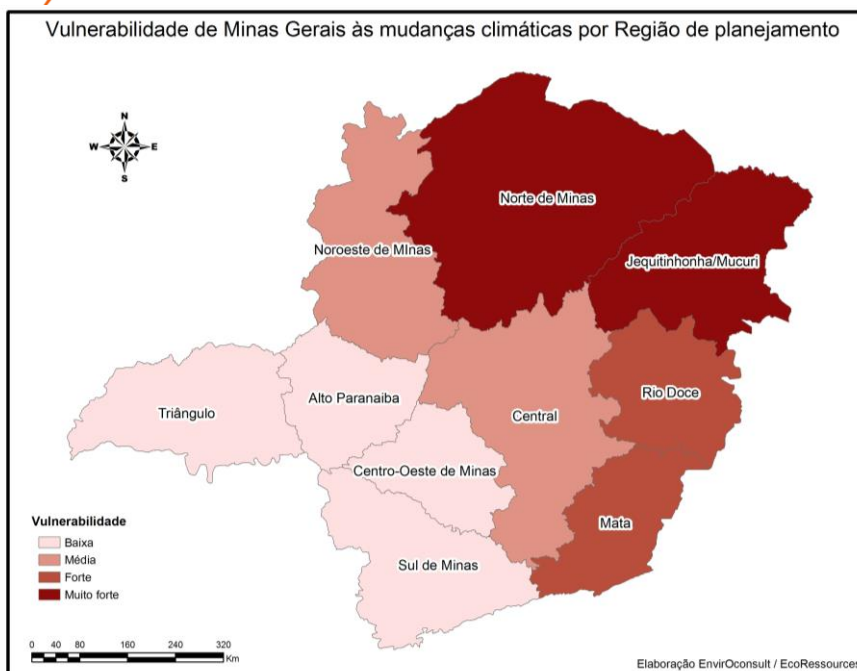 Vulnerabilidade de Minas Gerais às mudanças climáticas por Região de planejamento
N
W E
S
Norte de Minas
Noroeste de MInas
Jequitinhonha/Mucuri
Triângulo
Alto Paranaiba
Central
Rio Doce
Centro-Oeste de Minas
Mata
Sul de Minas
Vulnerabilidade
Baixa
Média
Forte
Muito forte
0 40 80 160 240 320
Km
Elaboração EnvirOconsult / EcoRessources